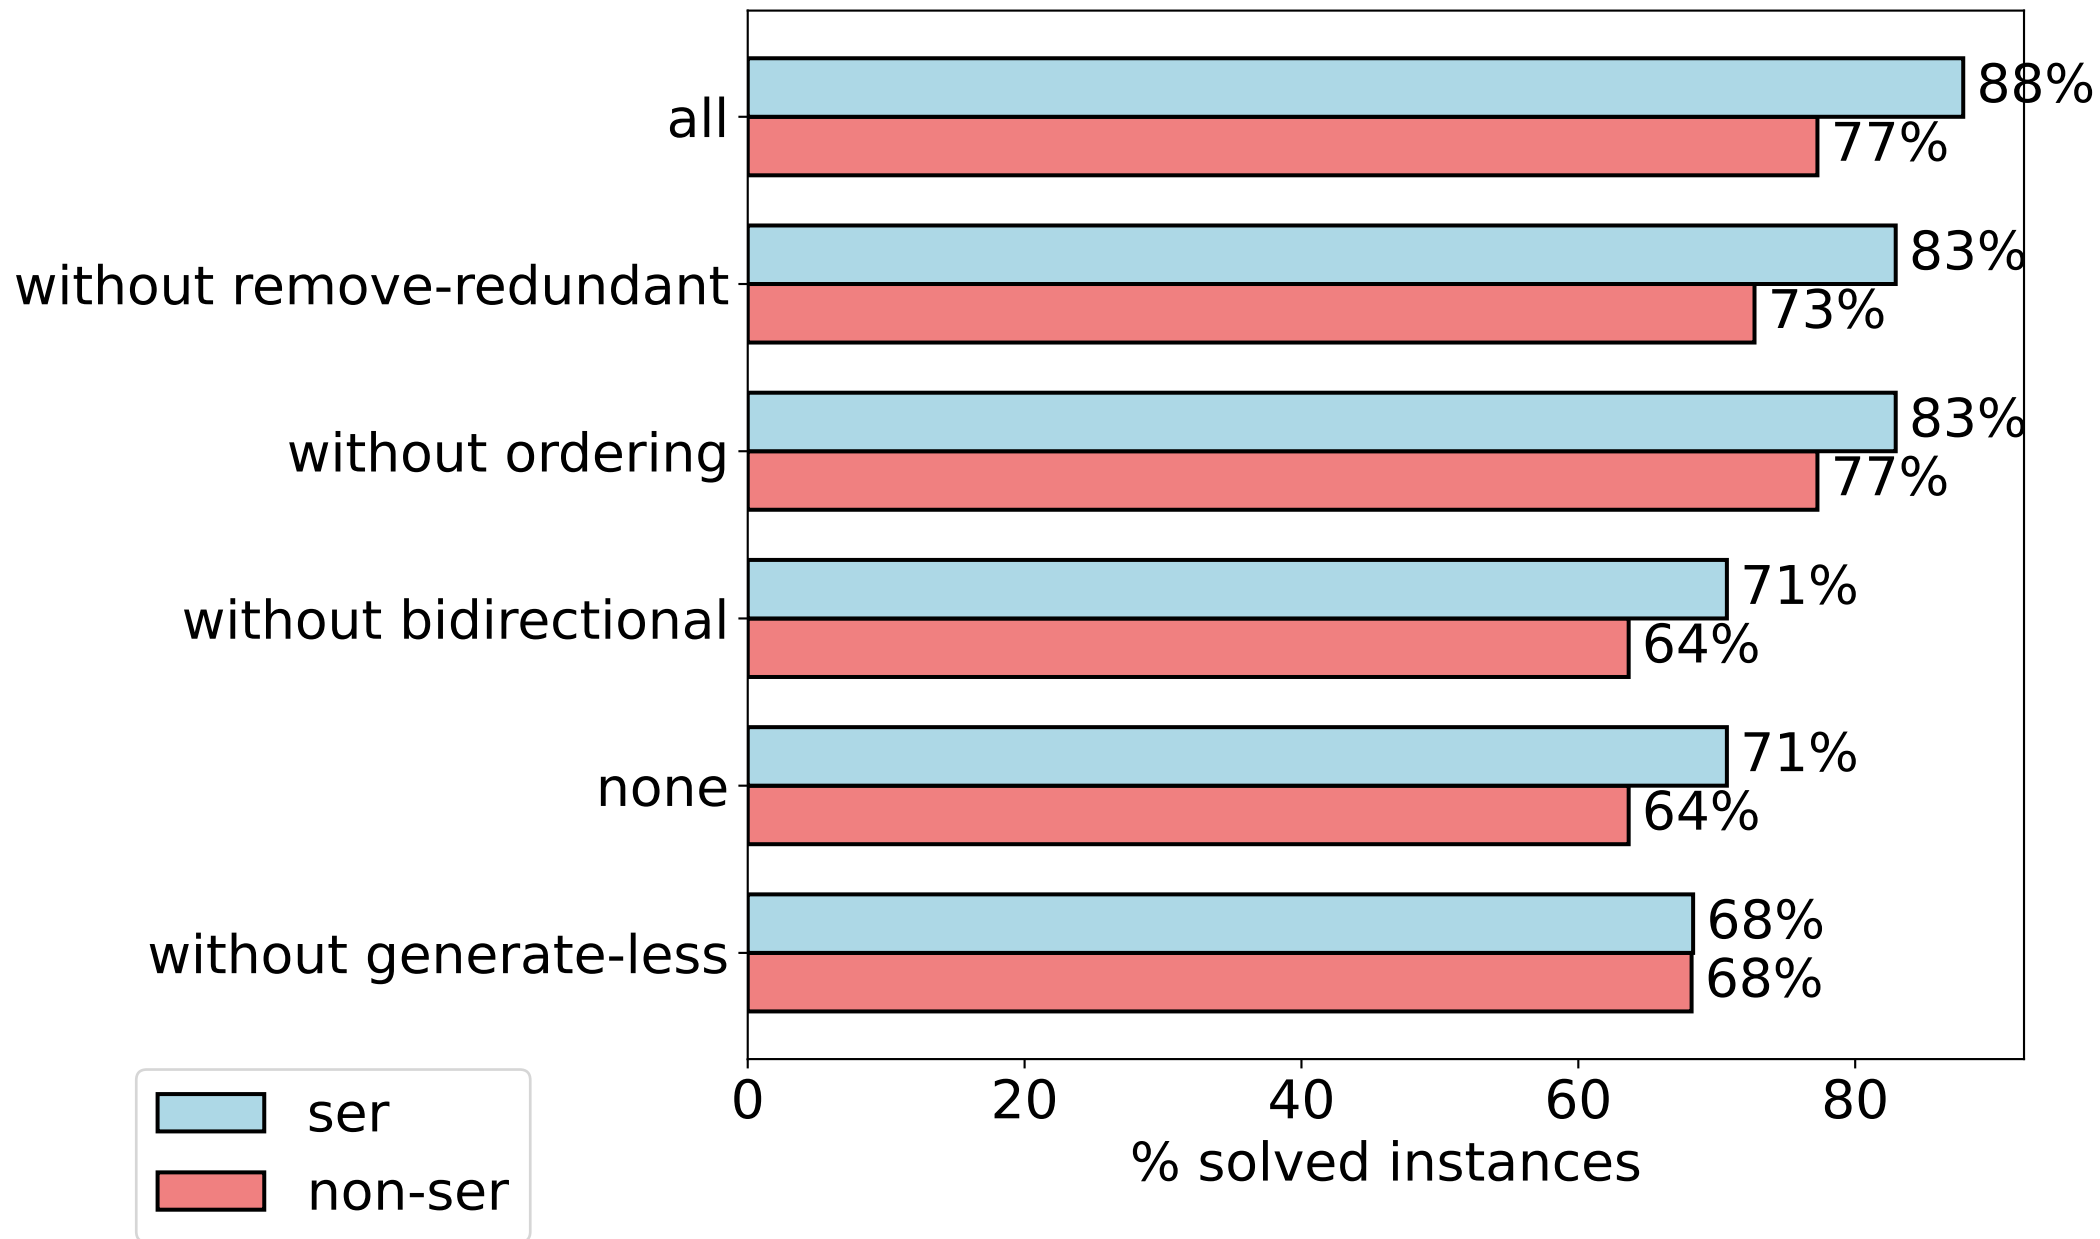 all
88%
77%
without remove-redundant
83%
73%
without ordering
83%
77%
without bidirectional
71%
64%
none
71%
64%
without generate-less
68%
68%
0 20 40 60 80
% solved instances
ser
non-ser